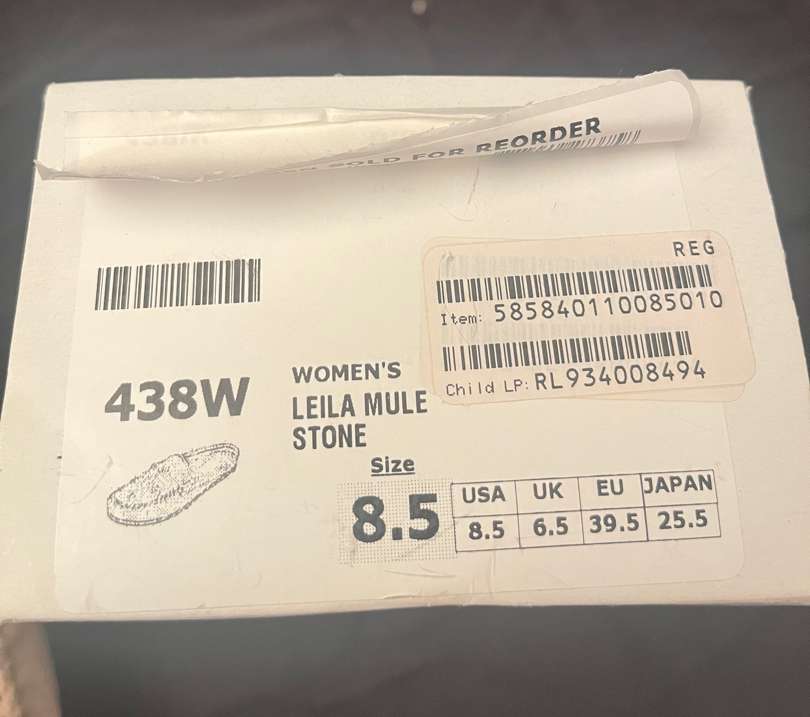 SOLD FOR REORDER
REG
Item: 585840110085010
Child LP: RL934008494
438W
WOMEN'S
LEILA MULE
STONE
Size
8.5
USA UK EU JAPAN
8.5 6.5 39.5 25.5